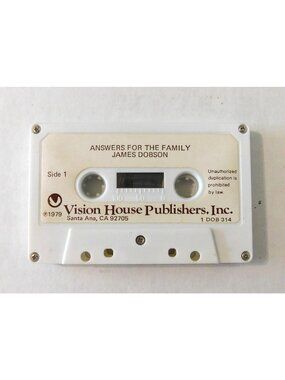 ANSWERS FOR THE FAMILY
JAMES DOBSON
Side 1
Unauthorized
duplication is
prohibited
by law.
℗1979
Vision House Publishers, Inc.
Santa Ana, CA 92705
1 DOB 314